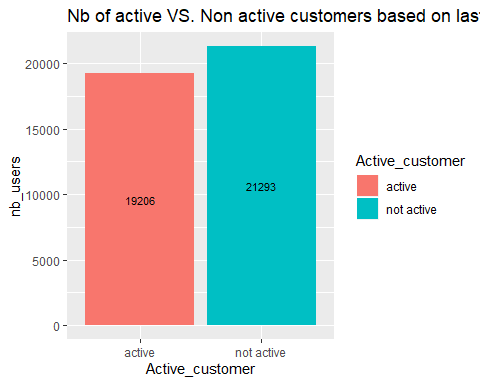 Nb of active VS. Non active customers based on last
20000
15000
10000
5000
0
nb_users
19206
21293
active
not active
Active_customer
Active_customer
active
not active